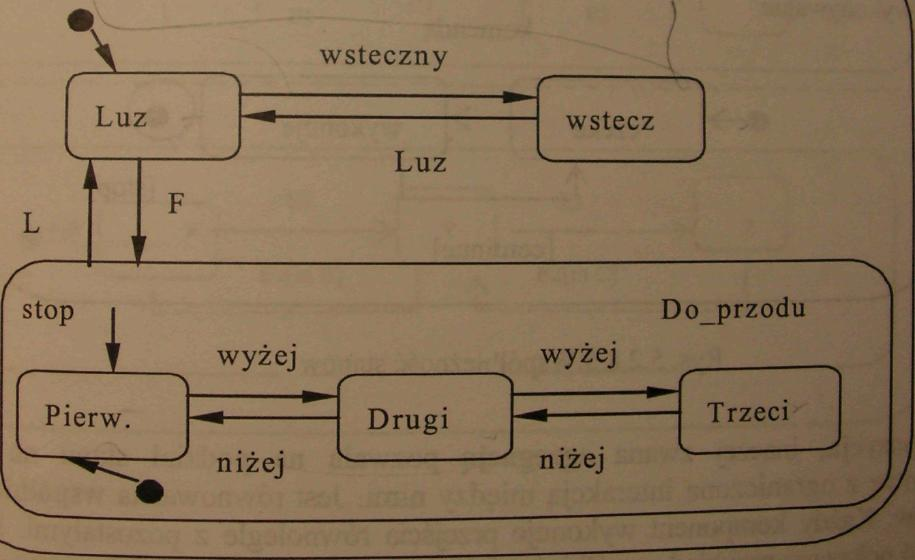 wsteczny
Luz
wstecz
Luz
F
L
stop
Do_przodu
wyżej
wyżej
Pierw.
Drugi
Trzeci
niżej
niżej